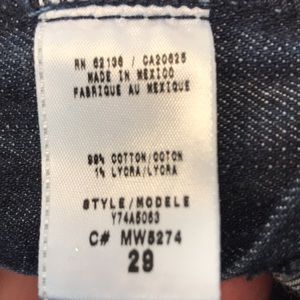 RN 62136 / CA20625
MADE IN MEXICO
FABRIQUE AU MEXIQUE
99% COTTON/COTON
1% LYCRA/LYCRA
STYLE/MODELE
Y74A5063
C# MW5274
29